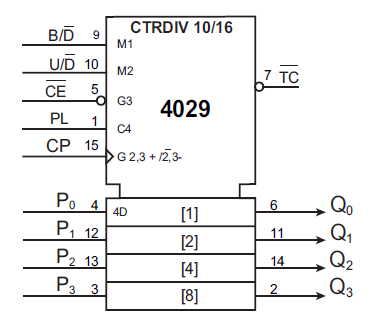 CTRDIV 10/16
B/D̅ 9 M1
U/D̅ 10 M2
C̅E̅ 5 G3
PL 1 C4
CP 15 G 2,3 + /2̅,3-
4029
7 T̅C̅
P₀ 4 4D [1] 6 Q₀
P₁ 12 [2] 11 Q₁
P₂ 13 [4] 14 Q₂
P₃ 3 [8] 2 Q₃